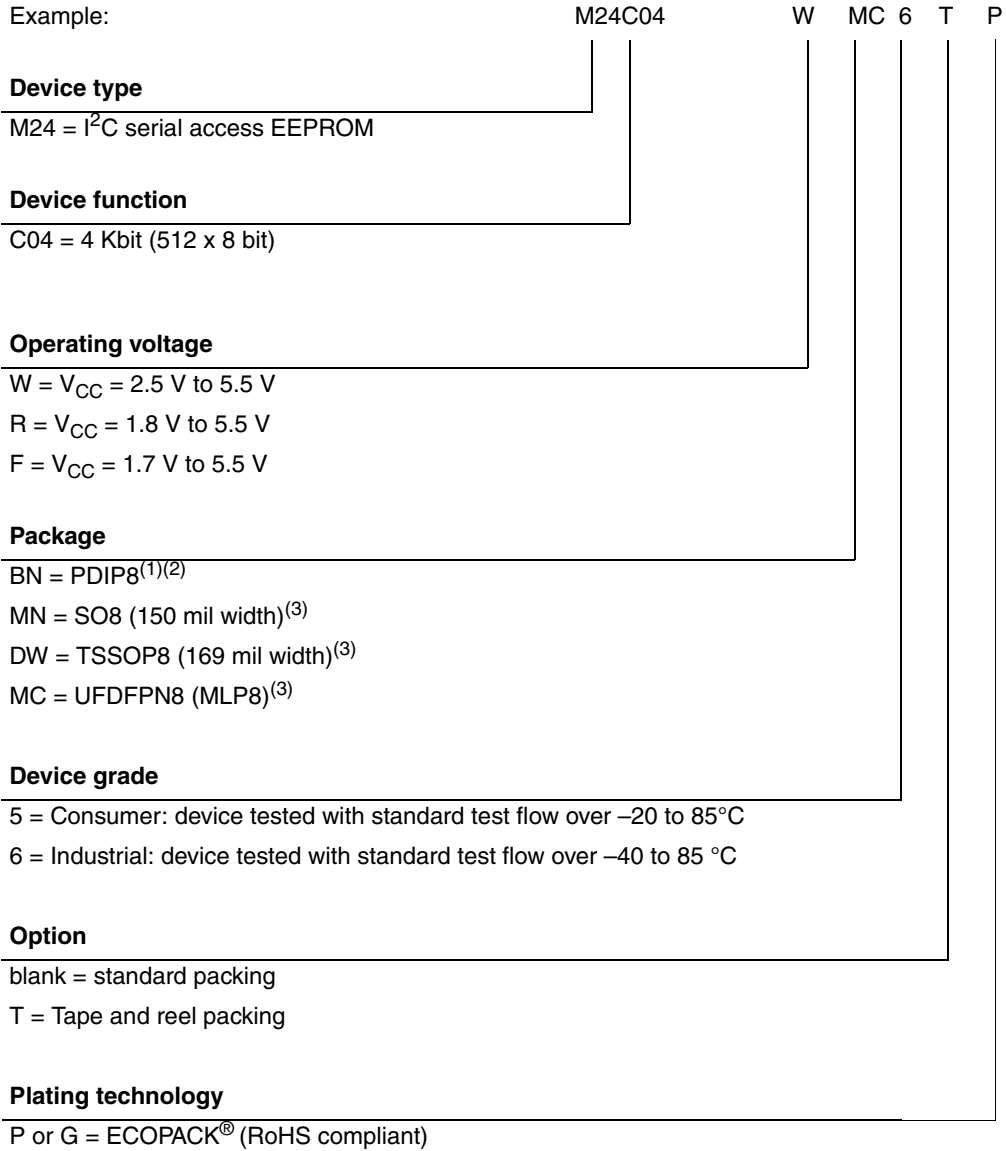 Example: M24C04 W MC 6 T P
Device type
M24 = I²C serial access EEPROM
Device function
C04 = 4 Kbit (512 x 8 bit)
Operating voltage
W = VCC = 2.5 V to 5.5 V
R = VCC = 1.8 V to 5.5 V
F = VCC = 1.7 V to 5.5 V
Package
BN = PDIP8(1)(2)
MN = SO8 (150 mil width)(3)
DW = TSSOP8 (169 mil width)(3)
MC = UFDFPN8 (MLP8)(3)
Device grade
5 = Consumer: device tested with standard test flow over –20 to 85°C
6 = Industrial: device tested with standard test flow over –40 to 85 °C
Option
blank = standard packing
T = Tape and reel packing
Plating technology
P or G = ECOPACK® (RoHS compliant)